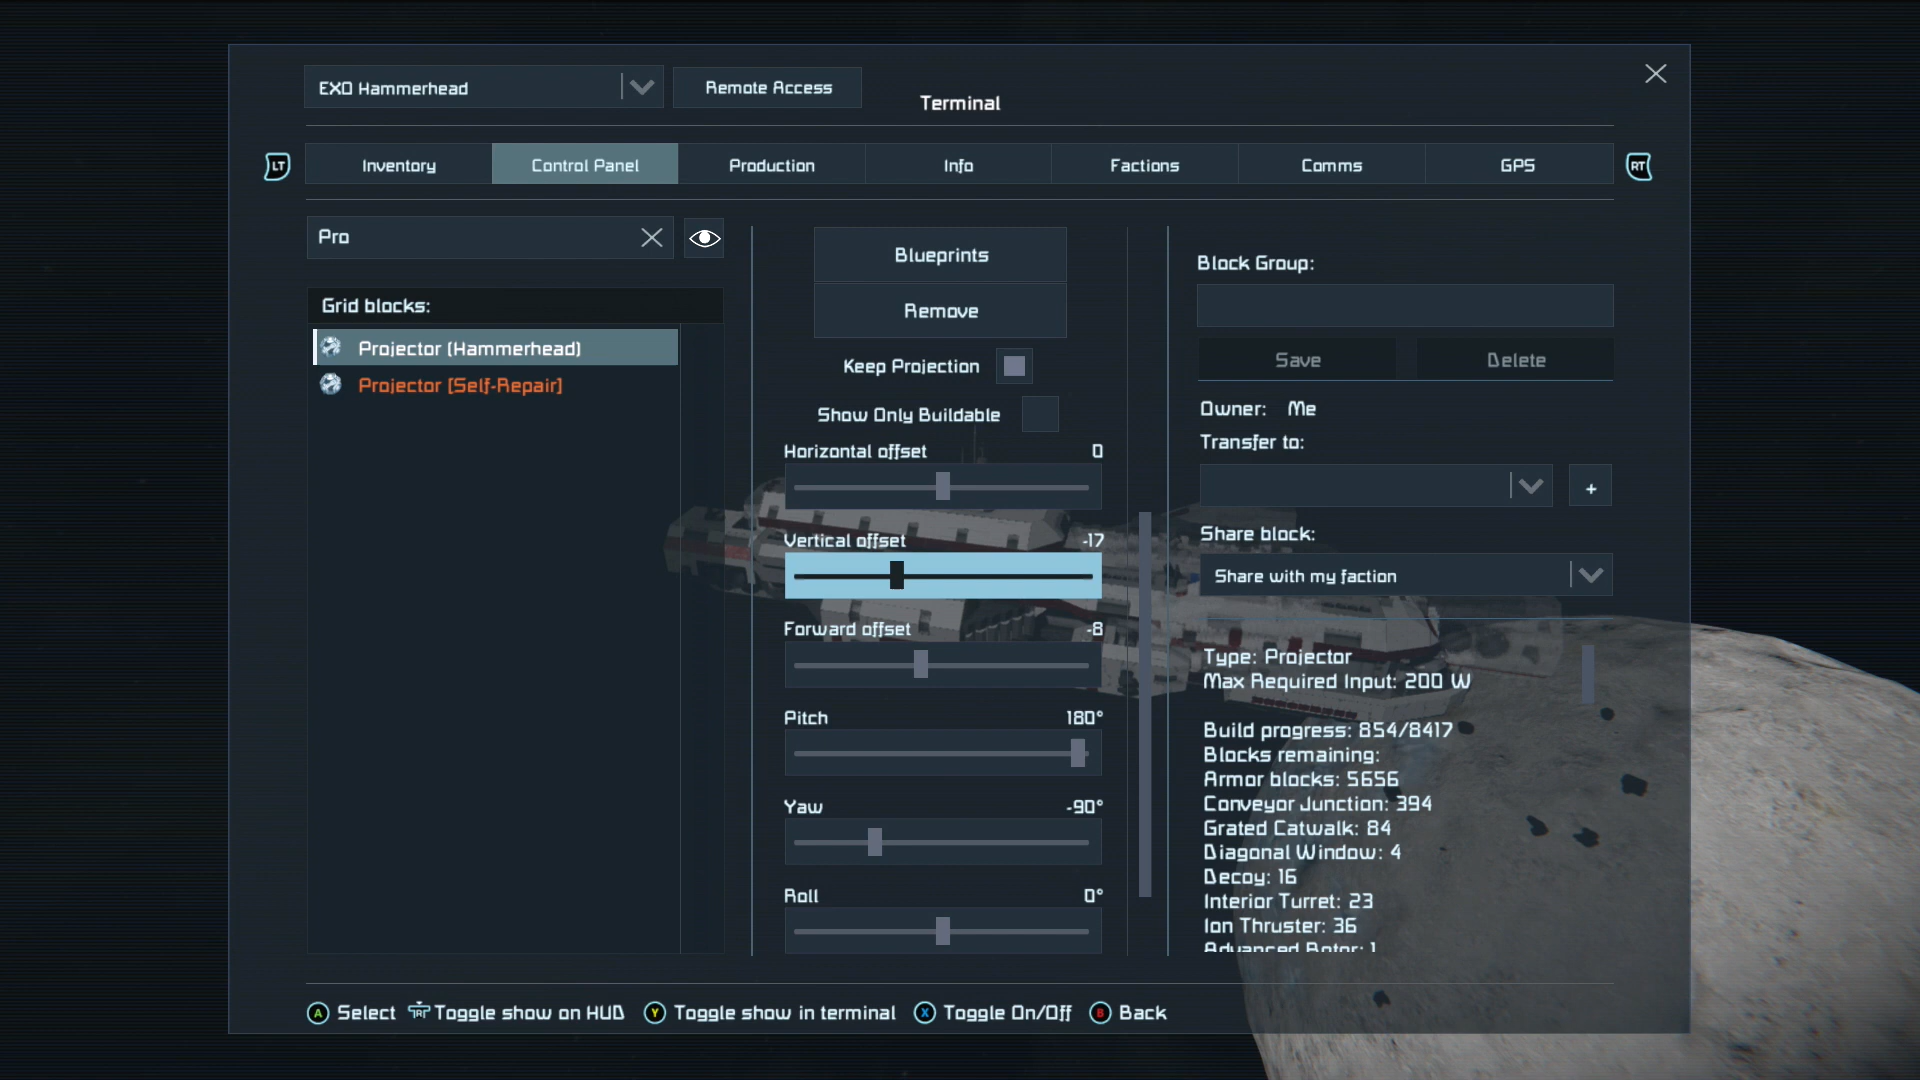 EXO Hammerhead
Remote Access
Terminal
LT
Inventory
Control Panel
Production
Info
Factions
Comms
GPS
RT
Pro
Grid blocks:
Projector (Hammerhead)
Projector [Self-Repair]
Blueprints
Remove
Keep Projection
Show Only Buildable
Horizontal offset 0
Vertical offset -17
Forward offset -8
Pitch 180°
Yaw -90°
Roll 0°
Block Group:
Save
Delete
Owner: Me
Transfer to:
+
Share block:
Share with my faction
Type: Projector
Max Required Input: 200 W
Build progress: 854/8417
Blocks remaining:
Armor blocks: 5656
Conveyor Junction: 394
Grated Catwalk: 84
Diagonal Window: 4
Decoy: 16
Interior Turret: 23
Ion Thruster: 36
Advanced Rotor: 1
A Select Toggle show on HUD Y Toggle show in terminal X Toggle On/Off B Back